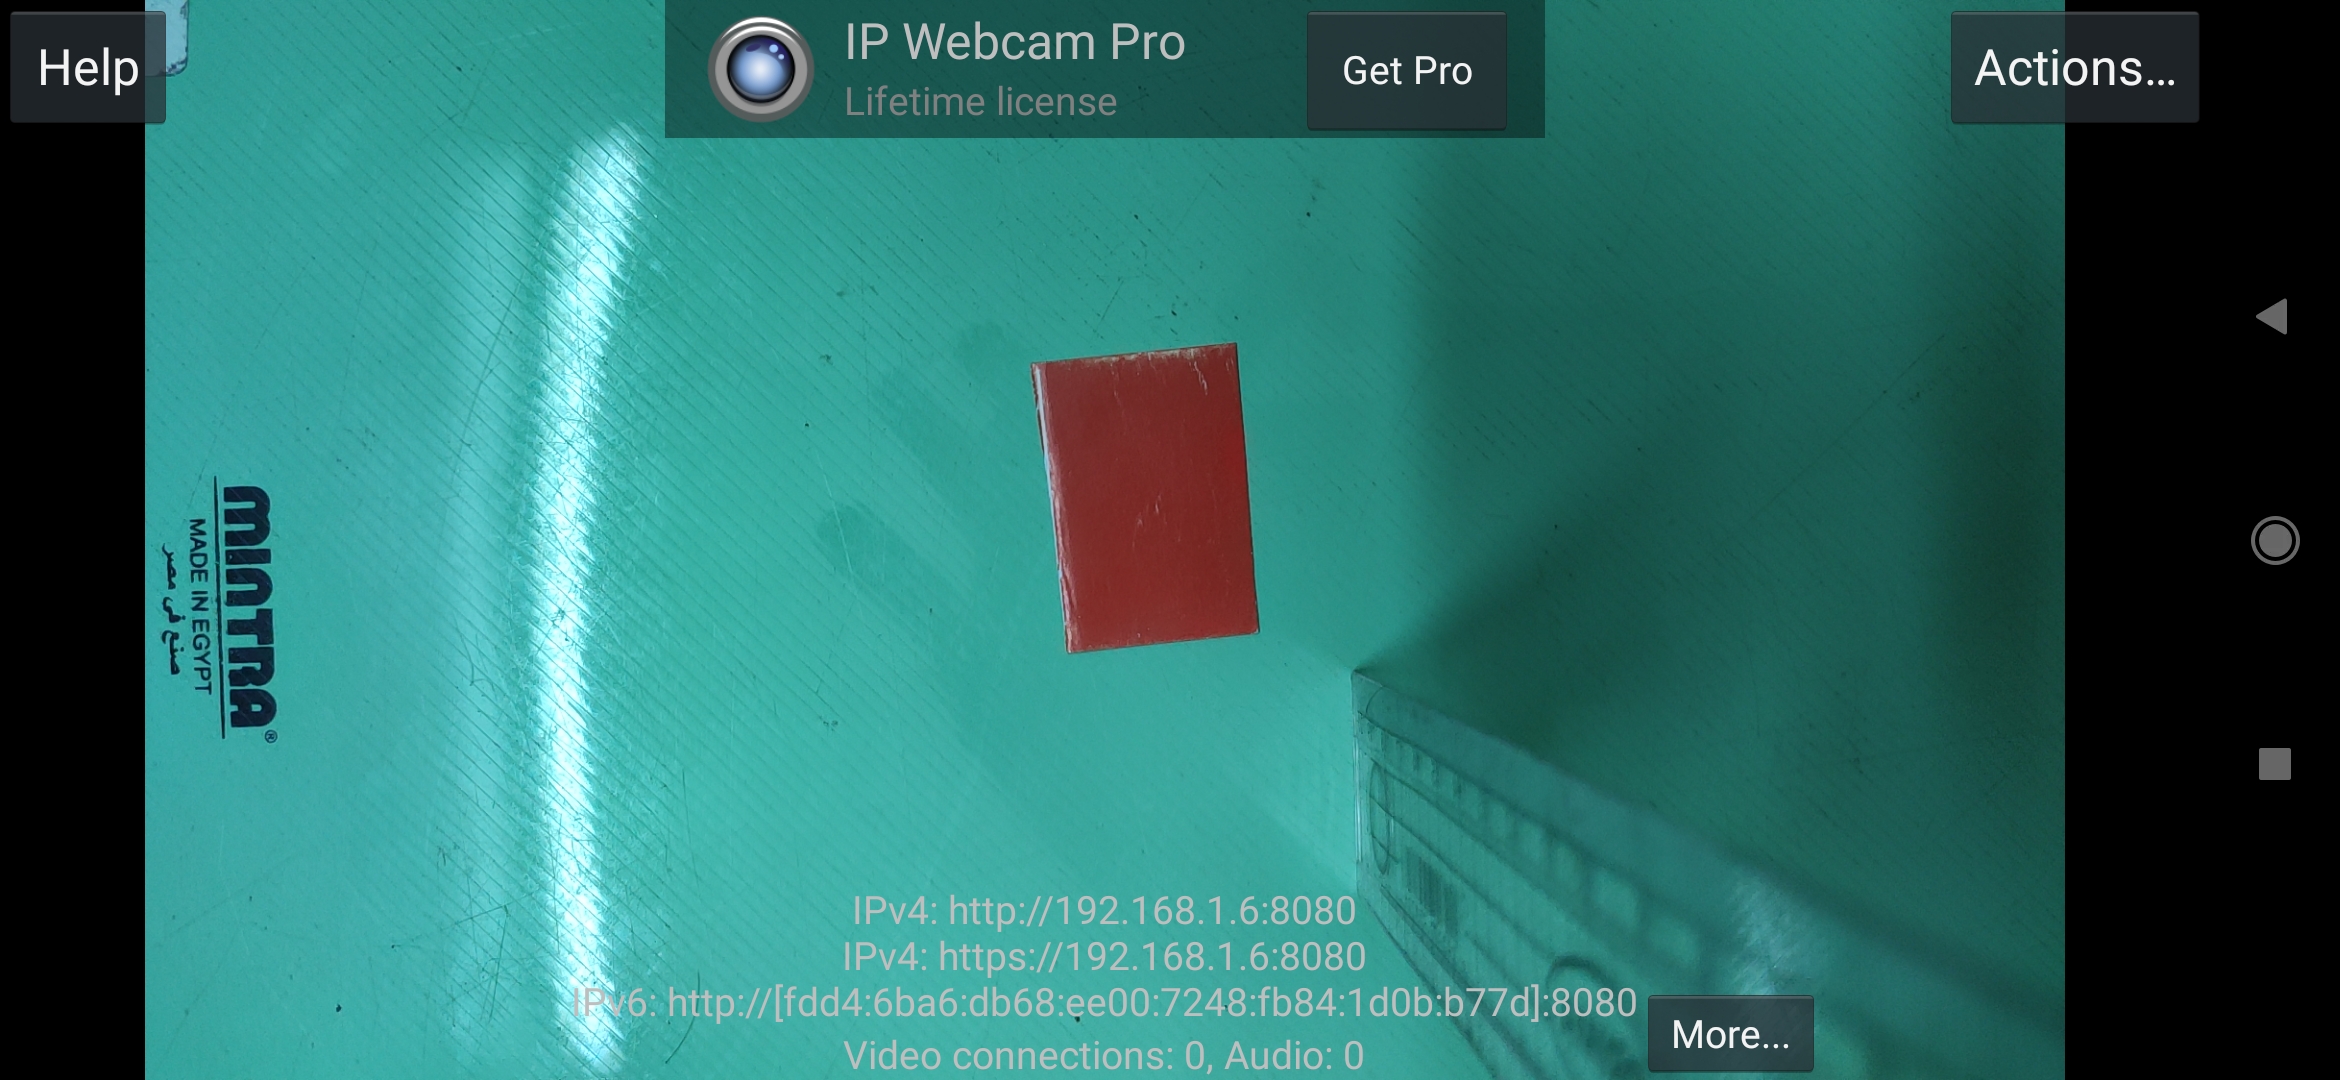 Help
IP Webcam Pro
Lifetime license
Get Pro
Actions...
MINTRA
®
MADE IN EGYPT
صنع في مصر
IPv4: http://192.168.1.6:8080
IPv4: https://192.168.1.6:8080
IPv6: http://[fdd4:6ba6:db68:ee00:7248:fb84:1d0b:b77d]:8080
Video connections: 0, Audio: 0
More...